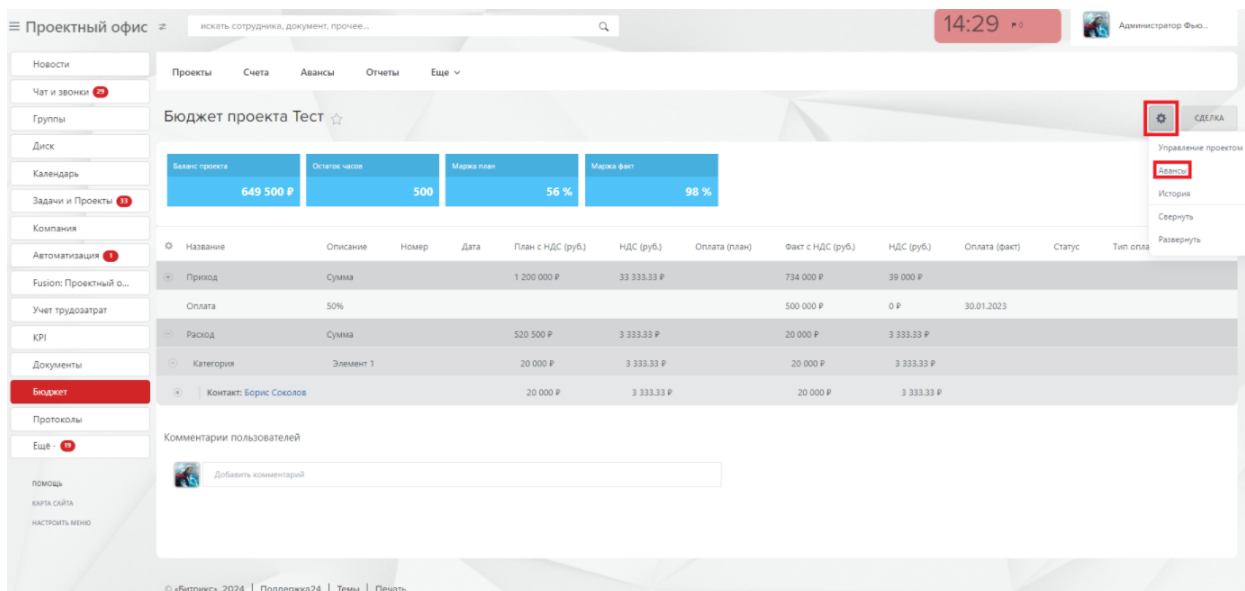 Проектный офис
искать сотрудника, документ, прочее...
14:29
0
Администратор Фью...
Новости
Чат и звонки 29
Группы
Диск
Календарь
Задачи и Проекты 33
Компания
Автоматизация 1
Fusion: Проектный о...
Учет трудозатрат
KPI
Документы
Бюджет
Протоколы
Еще - 19
ПОМОЩЬ
КАРТА САЙТА
НАСТРОИТЬ МЕНЮ
Проекты Счета Авансы Отчеты Еще
Бюджет проекта Тест
СДЕЛКА
Управление проектом
Авансы
История
Свернуть
Развернуть
Баланс проекта Остаток часов Маржа план Маржа факт
649 500 ₽ 500 56 % 98 %
Название Описание Номер Дата План с НДС (руб.) НДС (руб.) Оплата (план) Факт с НДС (руб.) НДС (руб.) Оплата (факт) Статус Тип опла
Приход Сумма 1 200 000 ₽ 33 333.33 ₽ 734 000 ₽ 39 000 ₽
Оплата 50% 500 000 ₽ 0 ₽ 30.01.2023
Расход Сумма 520 500 ₽ 3 333.33 ₽ 20 000 ₽ 3 333.33 ₽
Категория Элемент 1 20 000 ₽ 3 333.33 ₽ 20 000 ₽ 3 333.33 ₽
Контакт: Борис Соколов 20 000 ₽ 3 333.33 ₽ 20 000 ₽ 3 333.33 ₽
Комментарии пользователей
Добавить комментарий
© «Битрикс», 2024 | Поддержка24 | Темы | Печать